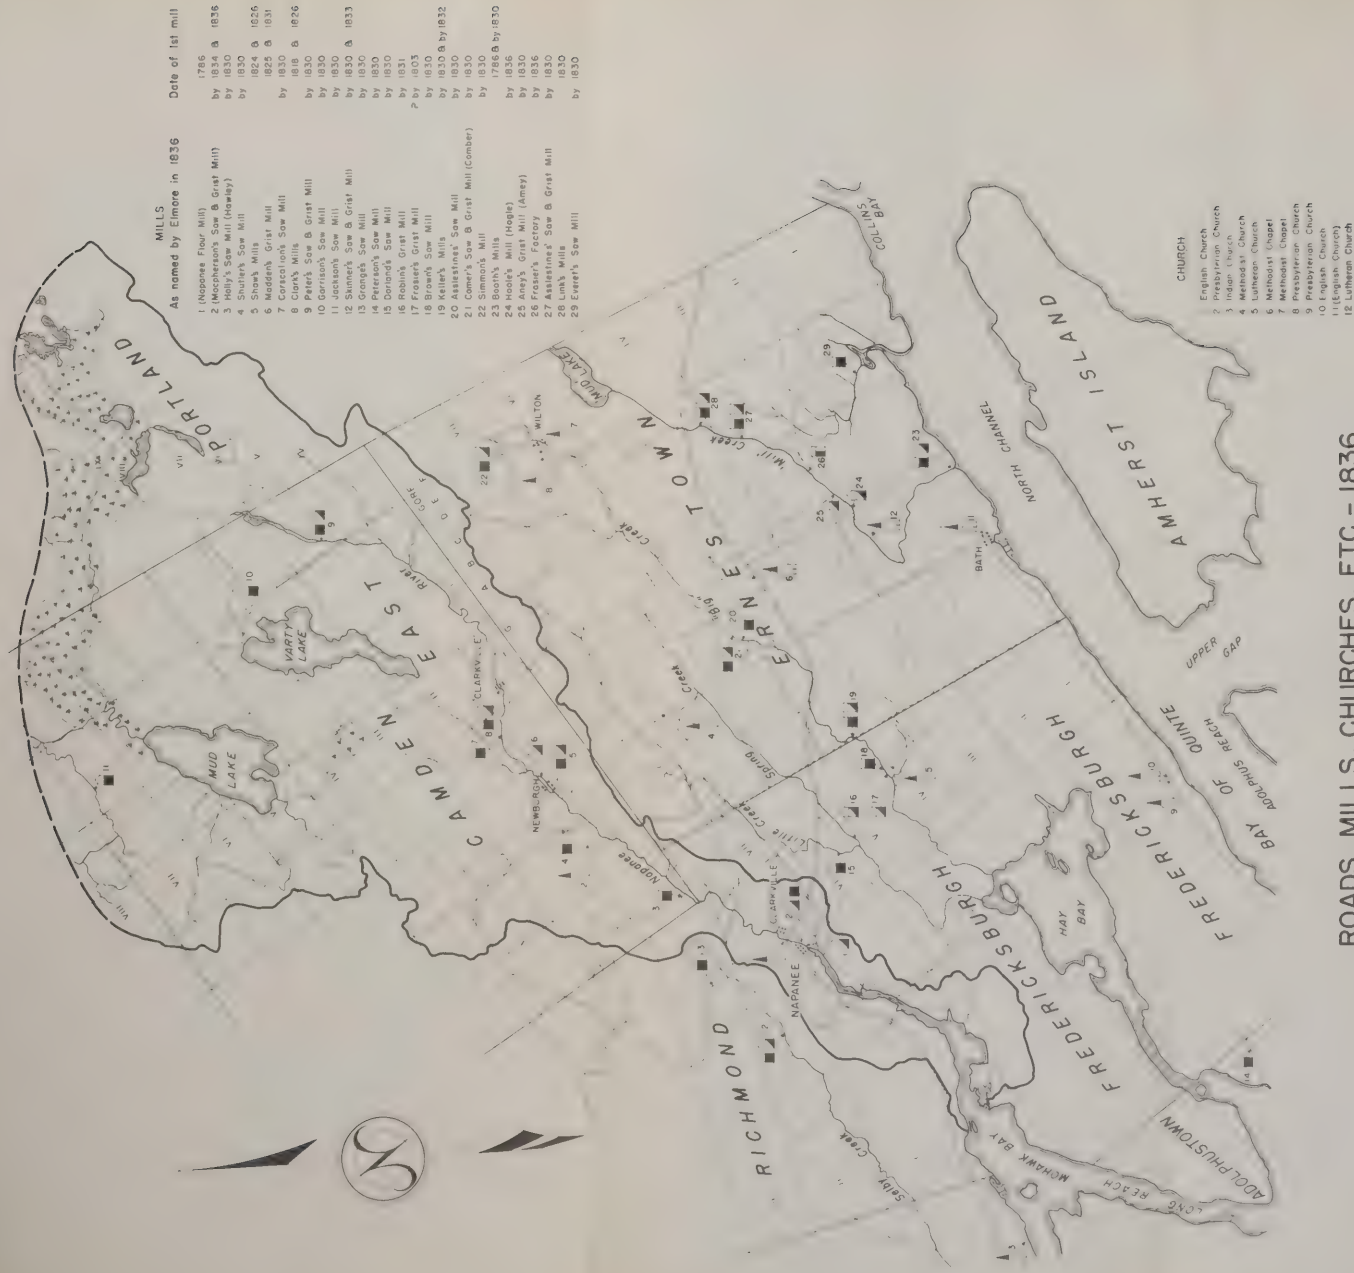 MILLS
As named by Elmore in 1836 Date of 1st mill
1 (Napanee Flour Mill) 1786
2 (Macpherson's Saw & Grist Mill) by 1834 & 1836
3 Holly's Saw Mill (Hawley) by 1830
4 Shutler's Saw Mill by 1830
5 Shaw's Mills 1824 & 1826
6 Madden's Grist Mill 1825 & 1831
7 Carscallon's Saw Mill by 1830
8 Clark's Mills 1818 & 1826
9 Peter's Saw & Grist Mill by 1830
10 Garrison's Saw Mill by 1830
11 Jackson's Saw Mill by 1830
12 Skinner's Saw & Grist Mill by 1830 & 1833
13 Grange's Saw Mill by 1830
14 Peterson's Saw Mill by 1830
15 Dorland's Saw Mill by 1830
16 Roblin's Grist Mill by 1831
17 Frasier's Grist Mill ? by 1803
18 Brown's Saw Mill by 1830
19 Keller's Mills by 1830 & by 1832
20 Asslestines' Saw Mill by 1830
21 Comer's Saw & Grist Mill (Comber) by 1830
22 Simman's Mill by 1830
23 Booth's Mills 1786 & by 1830
24 Hoogle's Mill (Hogle) by 1836
25 Aney's Grist Mill (Amey) by 1830
26 Frasier's Factory by 1836
27 Asslestines' Saw & Grist Mill by 1830
28 Link's Mills 1830
29 Everet's Saw Mill by 1830
PORTLAND
VARTY
LAKE
MUD
LAKE
CAMDEN EAST
River
GORE
A B C D E F G
CLARKVILLE
NEWBURGH
Napanee
RICHMOND
Selby Creek
WILTON
MUD LAKE
ERNESTOWN
"Big" Creek
"Mill" Creek
Spring Creek
Little Creek
CLARKVILLE
NAPANEE
COLLINS
BAY
BATH
NORTH CHANNEL
AMHERST ISLAND
UPPER
GAP
BAY OF QUINTE
ADOLPHUS REACH
FREDERICKSBURGH
FREDERICKSBURGH
FREDERICKSBURGH
HAY
BAY
ADOLPHUSTOWN
MOHAWK BAY
LONG REACH
CHURCH
English Church
2 Presbyterian Church
3 Indian Church
4 Methodist Church
5 Lutheran Church
6 Methodist Chapel
7 Methodist Chapel
8 Presbyterian Church
9 Presbyterian Church
10 English Church
11 (English Church)
12 Lutheran Church
ROADS MILLS CHURCHES ETC - 1836